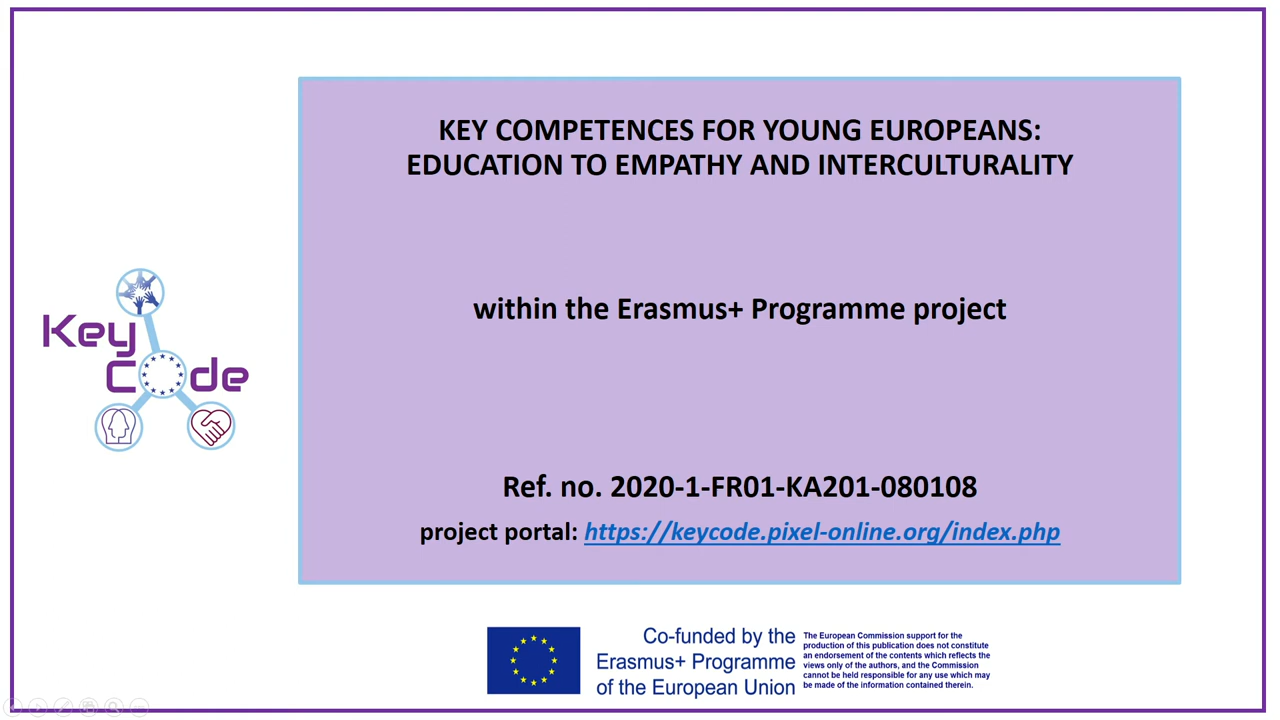 KEY COMPETENCES FOR YOUNG EUROPEANS:
EDUCATION TO EMPATHY AND INTERCULTURALITY
within the Erasmus+ Programme project
Key
Code
Ref. no. 2020-1-FR01-KA201-080108
project portal: https://keycode.pixel-online.org/index.php
Co-funded by the
Erasmus+ Programme
of the European Union
The European Commission support for the
production of this publication does not constitute
an endorsement of the contents which reflects the
views only of the authors, and the Commission
cannot be held responsible for any use which may
be made of the information contained therein.